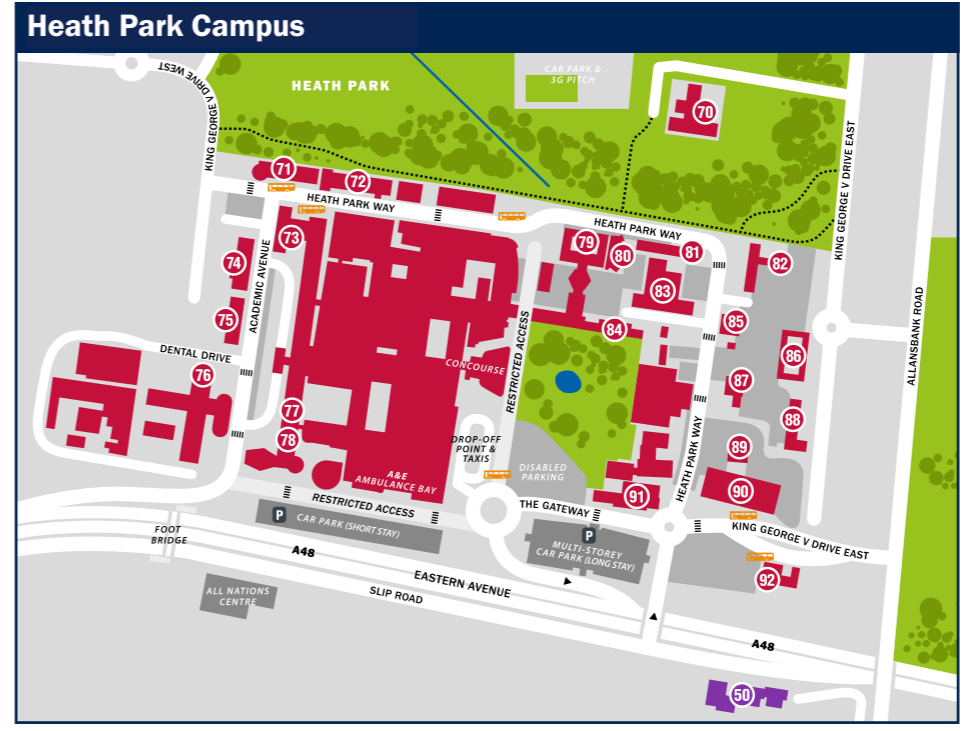 Heath Park Campus
KING GEORGE V DRIVE WEST
CAR PARK &
3G PITCH
HEATH PARK
70
KING GEORGE V DRIVE
KING GEORGE V DRIVE EAST
71
72
HEATH PARK WAY
HEATH PARK WAY
73
79
80
81
82
74
83
75
ACADEMIC AVENUE
84
85
ALLANSBANK ROAD
DENTAL DRIVE
76
CONCOURSE
RESTRICTED ACCESS
86
87
77
78
88
DROP-OFF
POINT &
TAXIS
HEATH PARK WAY
89
A&E
AMBULANCE BAY
DISABLED
PARKING
90
91
RESTRICTED ACCESS
THE GATEWAY
P
CAR PARK (SHORT STAY)
P
MULTI-STOREY
CAR PARK (LONG STAY)
KING GEORGE V DRIVE EAST
FOOT
BRIDGE
A48
92
EASTERN AVENUE
ALL NATIONS
CENTRE
SLIP ROAD
A48
50